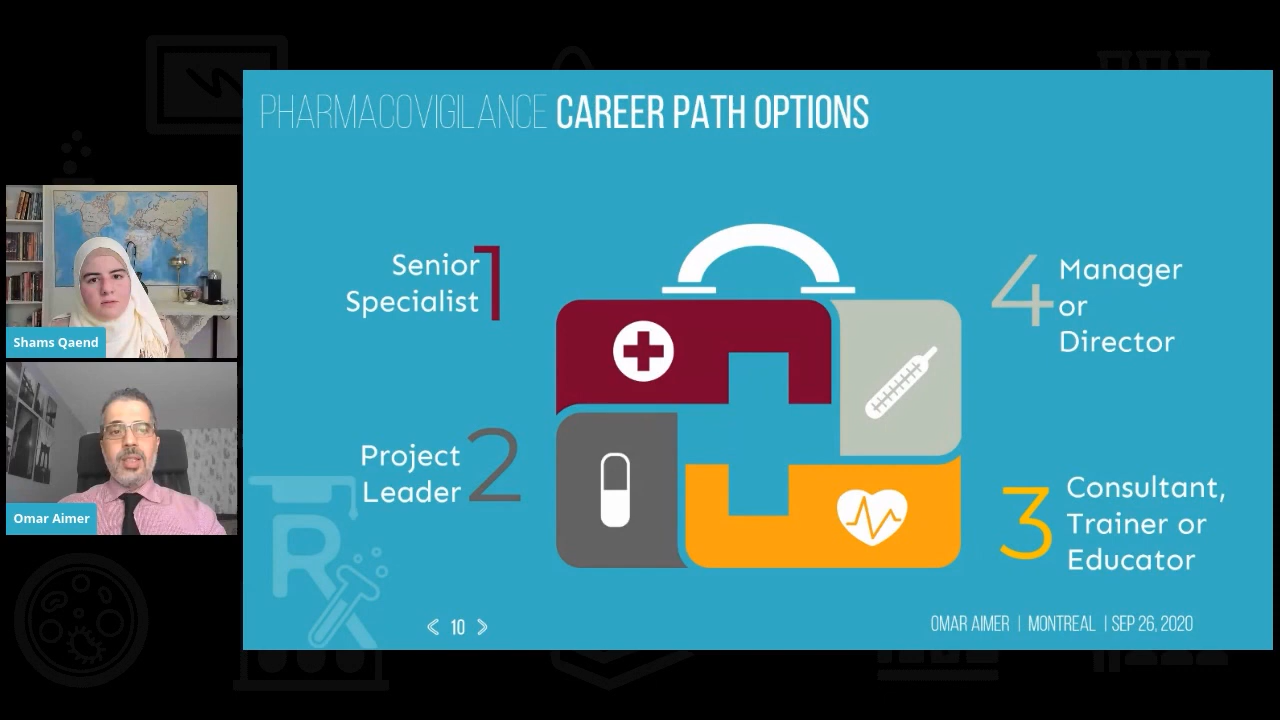 PHARMACOVIGILANCE CAREER PATH OPTIONS
Senior
Specialist
1
Project
Leader
2
4
Manager
or
Director
3
Consultant,
Trainer or
Educator
Shams Qaend
Omar Aimer
Rx
< 10 >
OMAR AIMER | MONTREAL | SEP 26, 2020